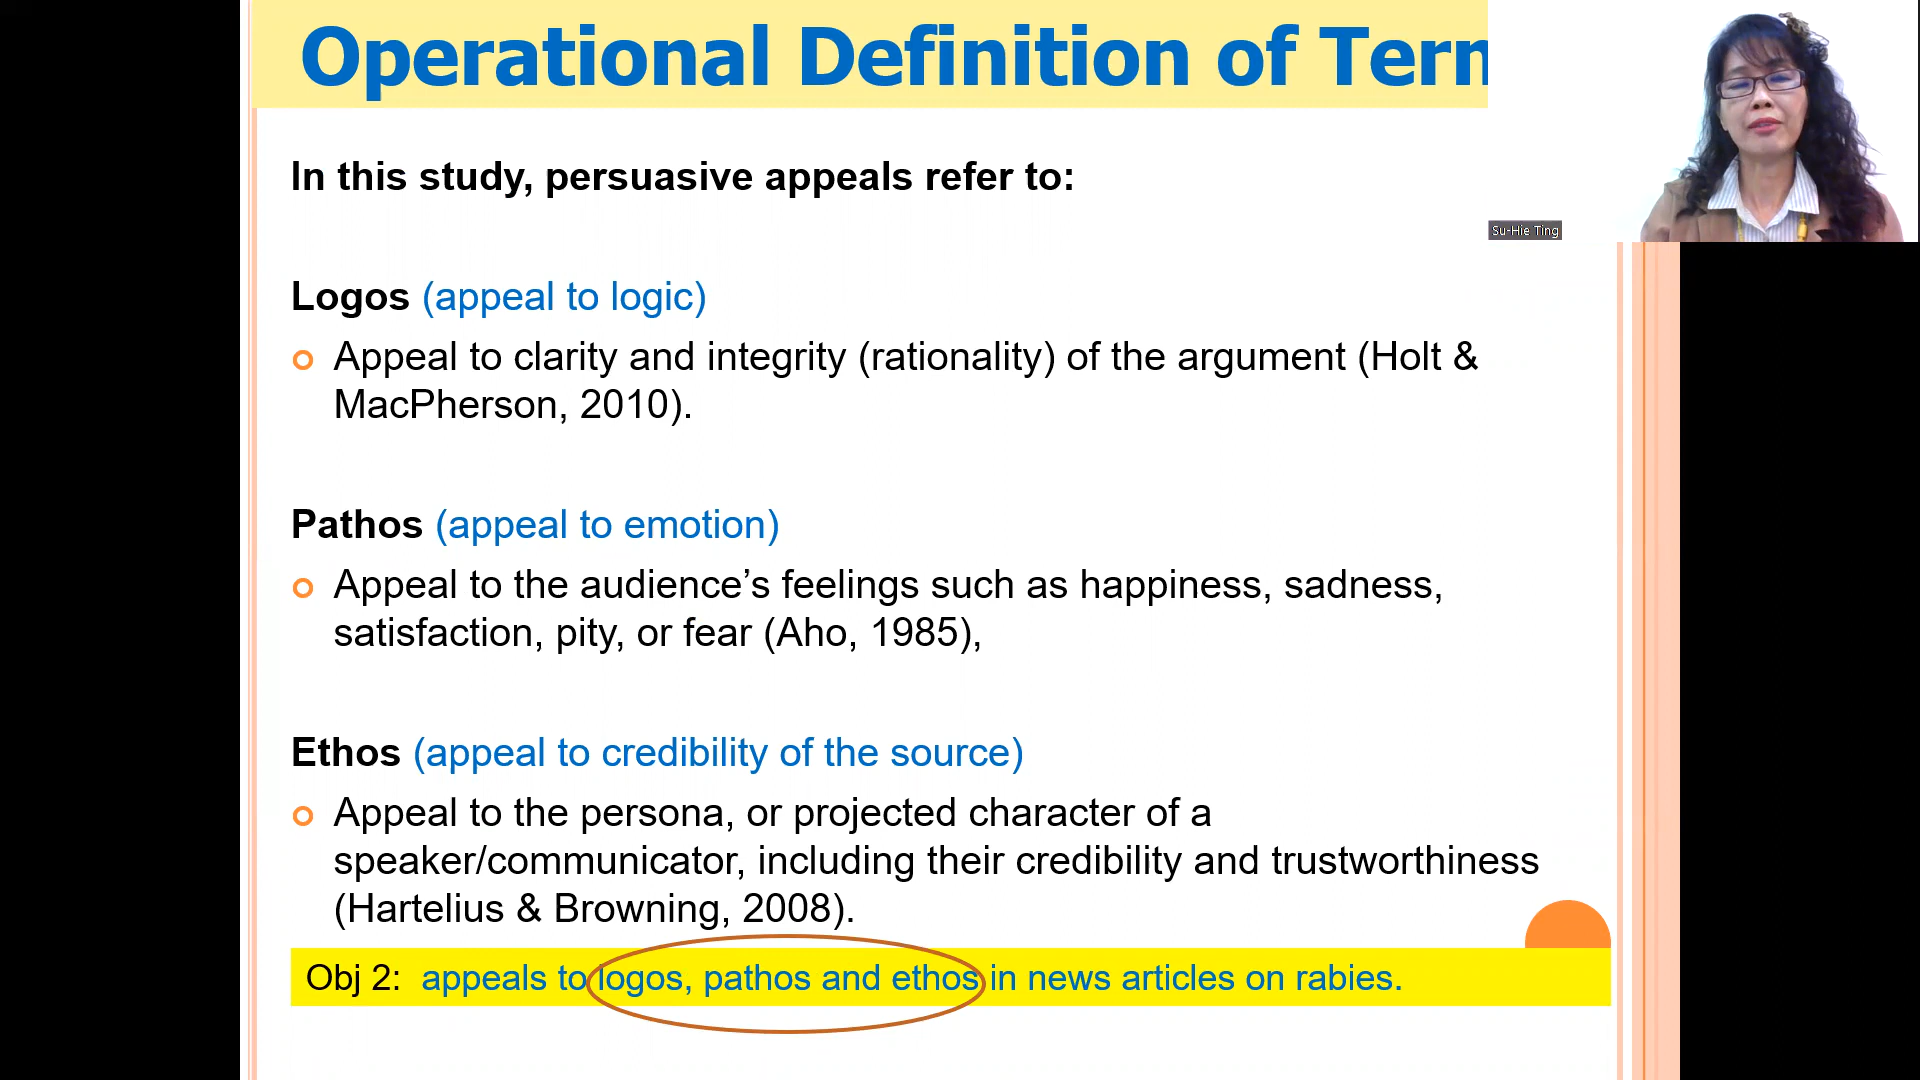 Operational Definition of Tern
In this study, persuasive appeals refer to:
Su-Hie Ting
Logos (appeal to logic)
Appeal to clarity and integrity (rationality) of the argument (Holt &
MacPherson, 2010).
Pathos (appeal to emotion)
Appeal to the audience’s feelings such as happiness, sadness,
satisfaction, pity, or fear (Aho, 1985),
Ethos (appeal to credibility of the source)
Appeal to the persona, or projected character of a
speaker/communicator, including their credibility and trustworthiness
(Hartelius & Browning, 2008).
Obj 2: appeals to logos, pathos and ethos in news articles on rabies.